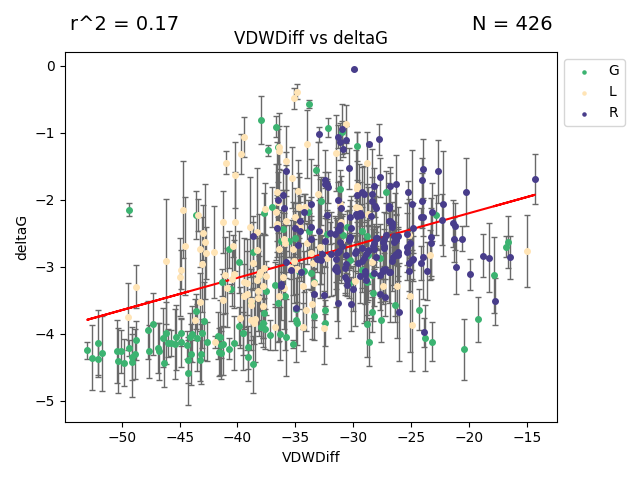 r^2 = 0.17 N = 426
VDWDiff vs deltaG
G
L
R
0
−1
−2
−3
−4
−5
deltaG
−50 −45 −40 −35 −30 −25 −20 −15
VDWDiff